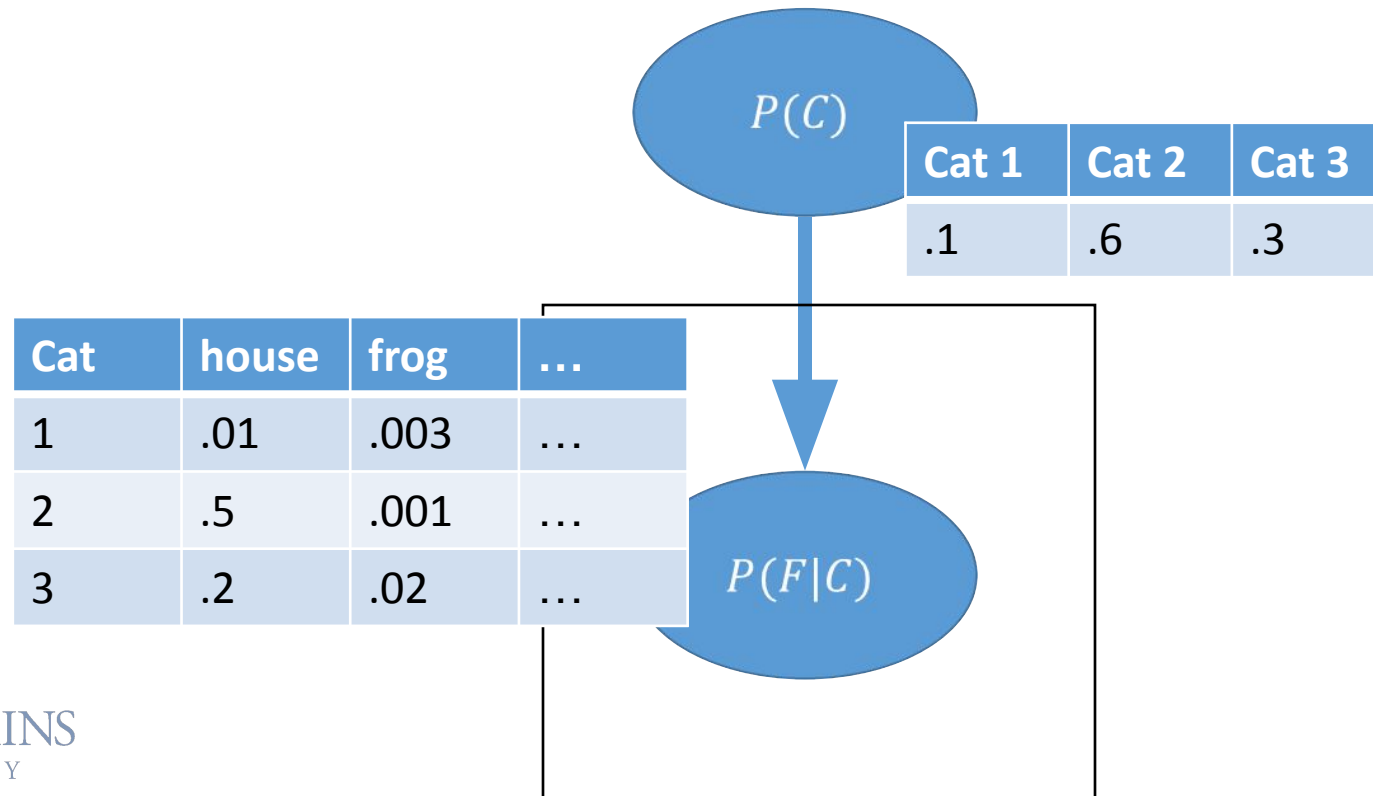 P(C)
Cat 1 Cat 2 Cat 3
.1 .6 .3
Cat house frog ...
1 .01 .003 ...
2 .5 .001 ...
3 .2 .02 ...
P(F|C)
INS
Y